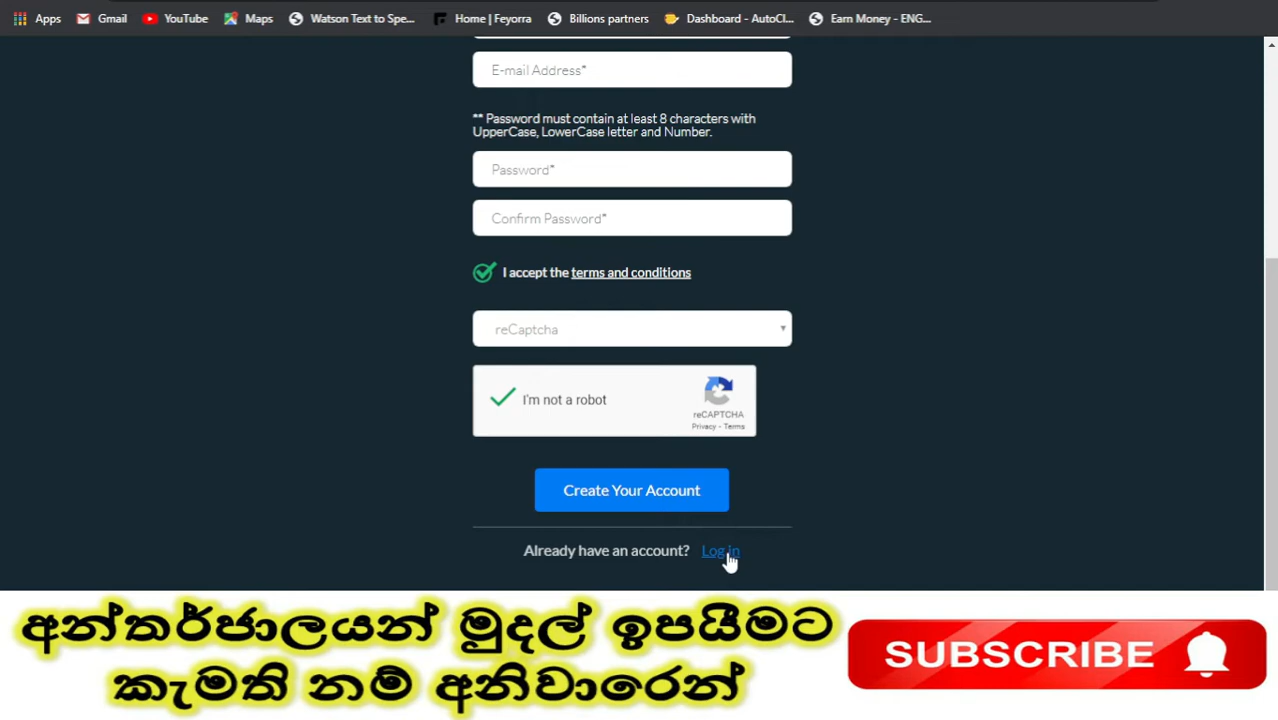 Apps Gmail YouTube Maps Watson Text to Spe... Home | Feyorra Billions partners Dashboard - AutoCl... Earn Money - ENG...
E-mail Address*
** Password must contain at least 8 characters with
UpperCase, LowerCase letter and Number.
Password*
Confirm Password*
I accept the terms and conditions
reCaptcha
I'm not a robot
reCAPTCHA
Privacy - Terms
Create Your Account
Already have an account? Log in
අන්තර්ජාලයන් මුදල් ඉපයීමට
කැමති නම් අනිවාරෙන්
SUBSCRIBE